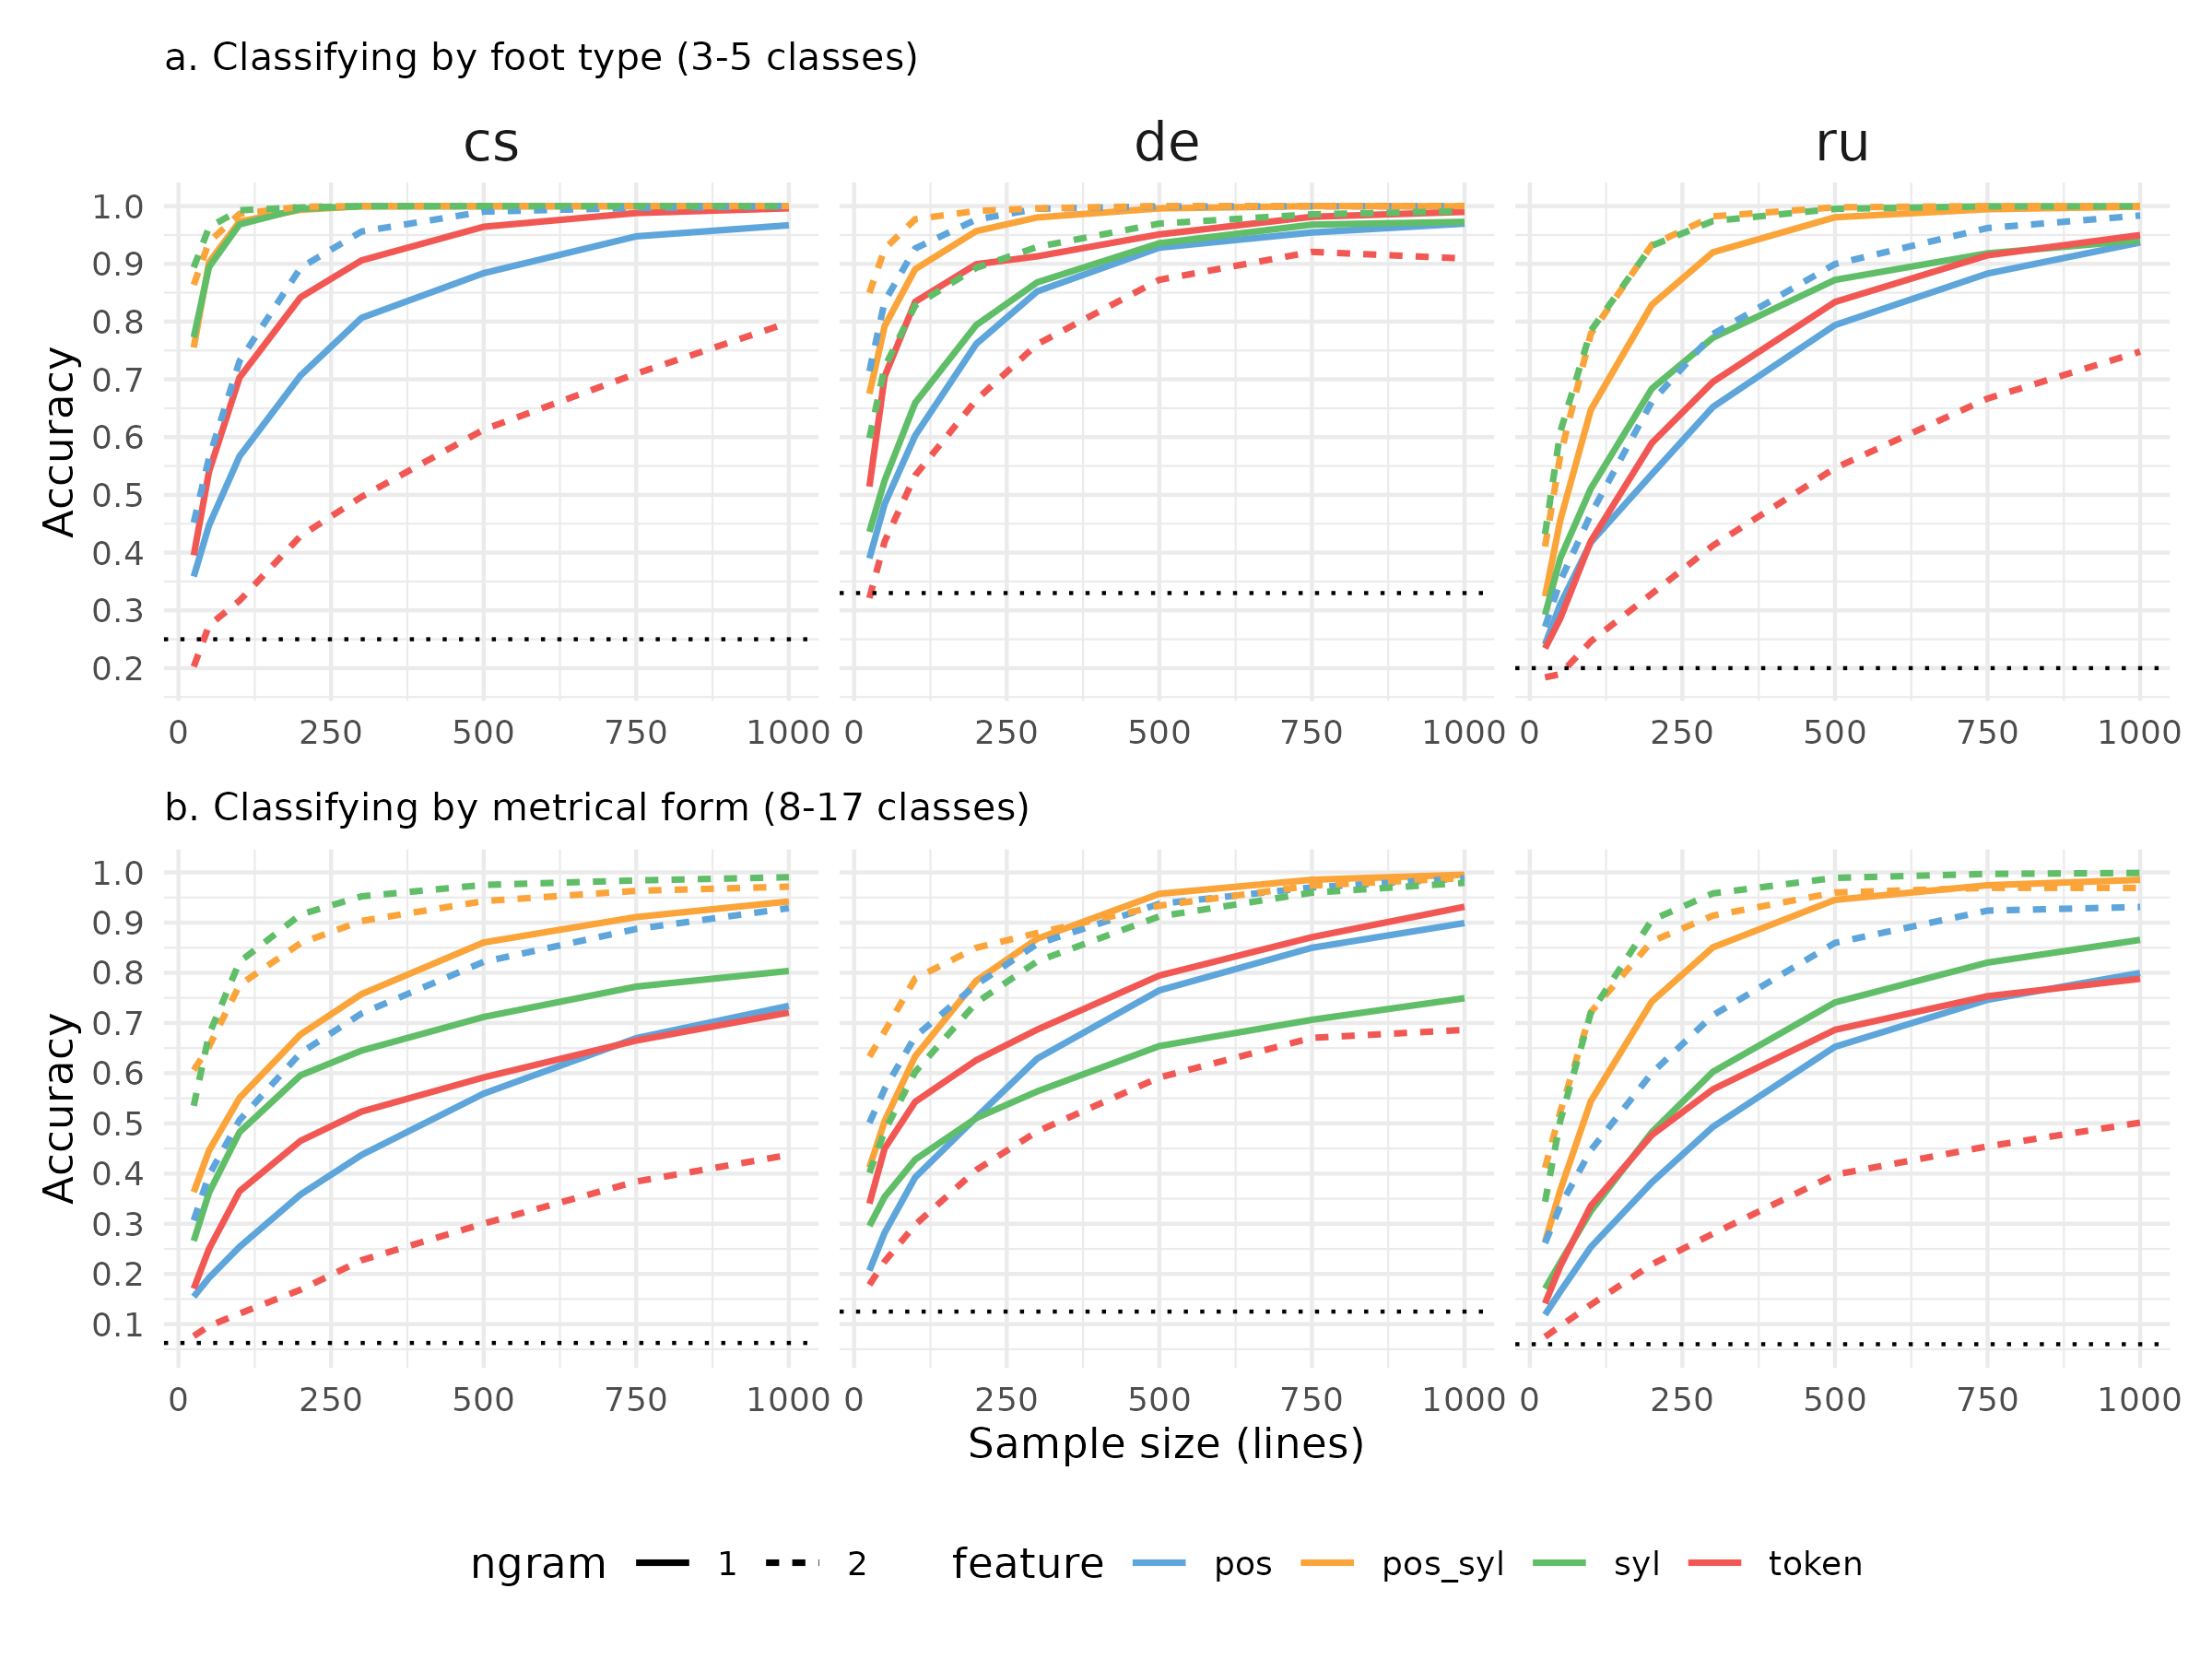 a. Classifying by foot type (3-5 classes)
cs de ru
Accuracy
1.0
0.9
0.8
0.7
0.6
0.5
0.4
0.3
0.2
0 250 500 750 1000 0 250 500 750 1000 0 250 500 750 1000
b. Classifying by metrical form (8-17 classes)
Accuracy
1.0
0.9
0.8
0.7
0.6
0.5
0.4
0.3
0.2
0.1
0 250 500 750 1000 0 250 500 750 1000 0 250 500 750 1000
Sample size (lines)
ngram 1 2 feature pos pos_syl syl token